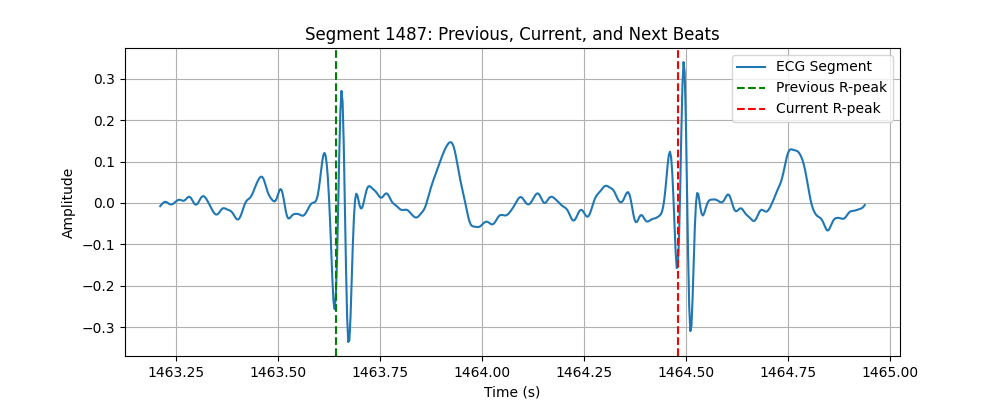 Segment 1487: Previous, Current, and Next Beats
ECG Segment
Previous R-peak
Current R-peak
Amplitude
0.3
0.2
0.1
0.0
−0.1
−0.2
−0.3
1463.25 1463.50 1463.75 1464.00 1464.25 1464.50 1464.75 1465.00
Time (s)